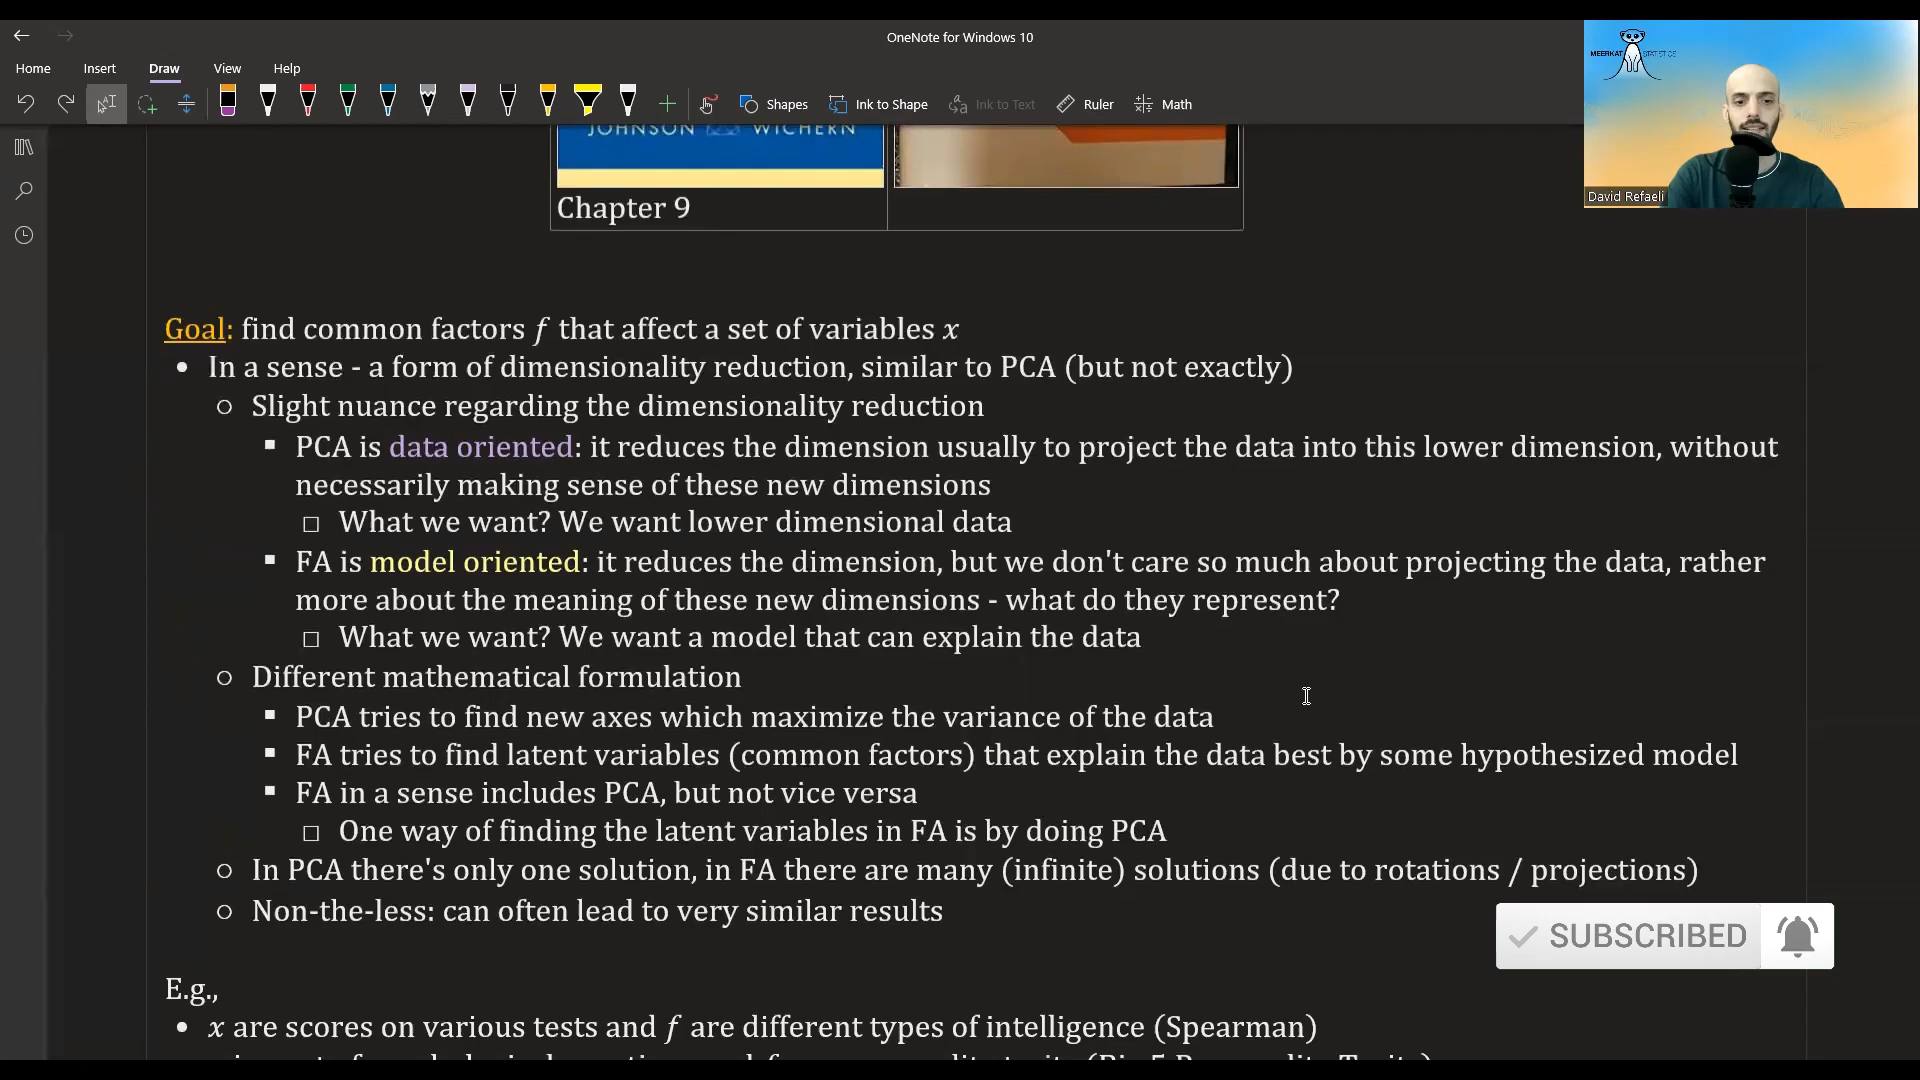 OneNote for Windows 10
Home Insert Draw View Help
Shapes Ink to Shape Ink to Text Ruler Math
MEERKAT STATISTICS
David Refaeli
JOHNSON WICHERN
Chapter 9
Goal: find common factors f that affect a set of variables x
In a sense - a form of dimensionality reduction, similar to PCA (but not exactly)
Slight nuance regarding the dimensionality reduction
PCA is data oriented: it reduces the dimension usually to project the data into this lower dimension, without
necessarily making sense of these new dimensions
What we want? We want lower dimensional data
FA is model oriented: it reduces the dimension, but we don't care so much about projecting the data, rather
more about the meaning of these new dimensions - what do they represent?
What we want? We want a model that can explain the data
Different mathematical formulation
PCA tries to find new axes which maximize the variance of the data
FA tries to find latent variables (common factors) that explain the data best by some hypothesized model
FA in a sense includes PCA, but not vice versa
One way of finding the latent variables in FA is by doing PCA
In PCA there's only one solution, in FA there are many (infinite) solutions (due to rotations / projections)
Non-the-less: can often lead to very similar results
SUBSCRIBED
E.g.,
x are scores on various tests and f are different types of intelligence (Spearman)